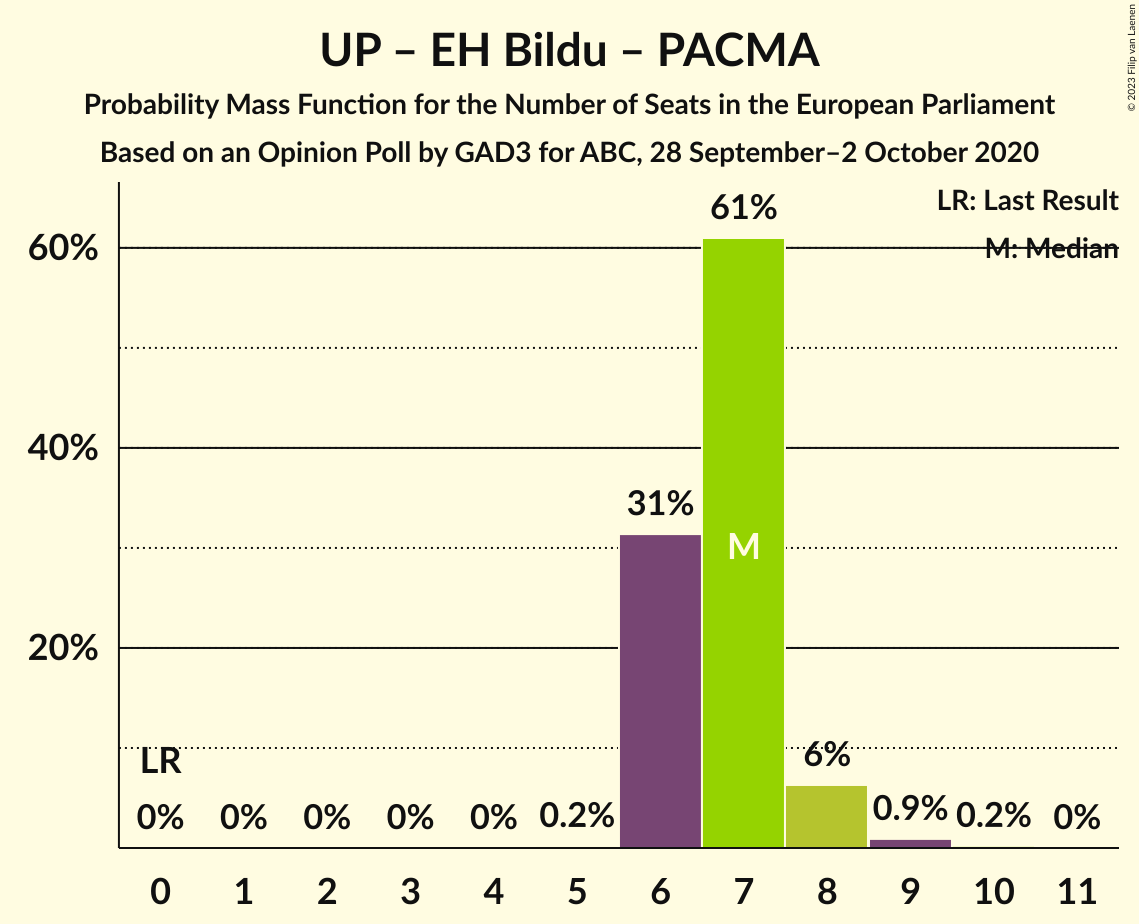 UP – EH Bildu – PACMA
Probability Mass Function for the Number of Seats in the European Parliament
Based on an Opinion Poll by GAD3 for ABC, 28 September–2 October 2020
© 2023 Filip van Laenen
LR: Last Result
M: Median
60%
40%
20%
61%
31%
M
LR
6%
0% 0% 0% 0% 0% 0.2% 0.9% 0.2% 0%
0 1 2 3 4 5 6 7 8 9 10 11